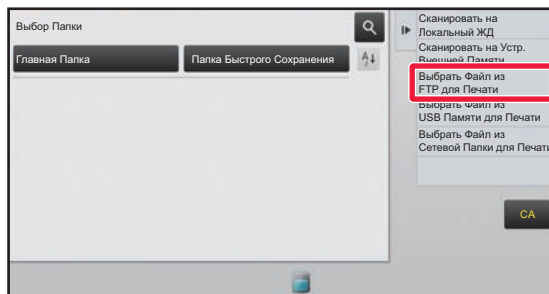 Выбор Папки
Главная Папка
Папка Быстрого Сохранения
Сканировать на
Локальный ЖД
Сканировать на Устр.
Внешней Памяти
Выбрать Файл из
FTP для Печати
Выбрать Файл из
USB Памяти для Печати
Выбрать Файл из
Сетевой Папки для Печати
CA